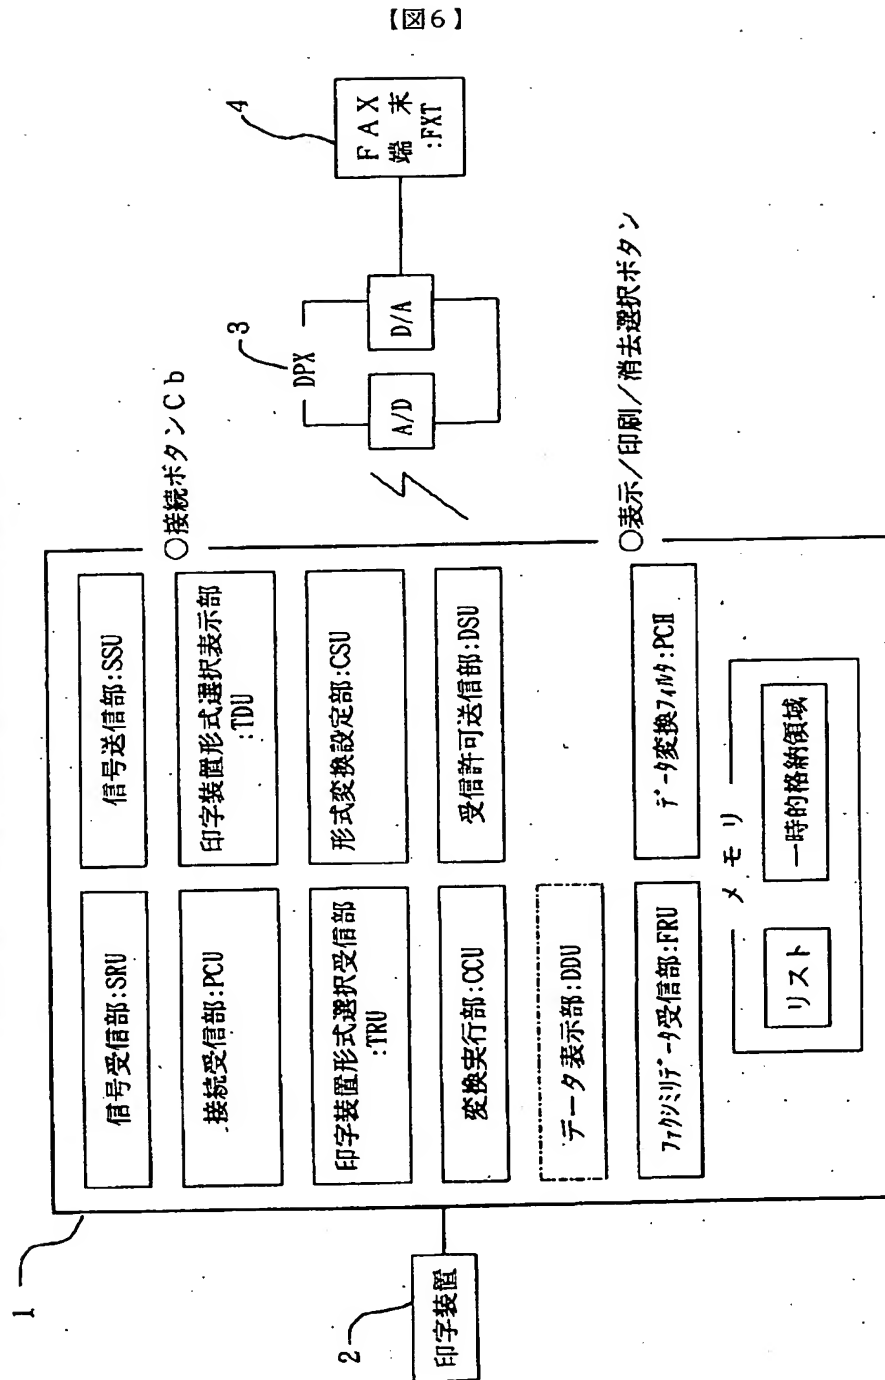 【図6】
1
信号受信部:SRU
信号送信部:SSU
接続受信部:PCU
印字装置形式選択表示部
:TDU
○接続ボタンCb
印字装置形式選択受信部
:TRU
形式変換設定部:CSU
変換実行部:CCU
受信許可送信部:DSU
データ表示部:DDU
ファクシミリデータ受信部:FRU
データ変換フィルタ:PCH
○表示/印刷/消去選択ボタン
メモリ
リスト
一時的格納領域
2
印字装置
3
DPX
A/D
D/A
4
FAX
端末
:FXT